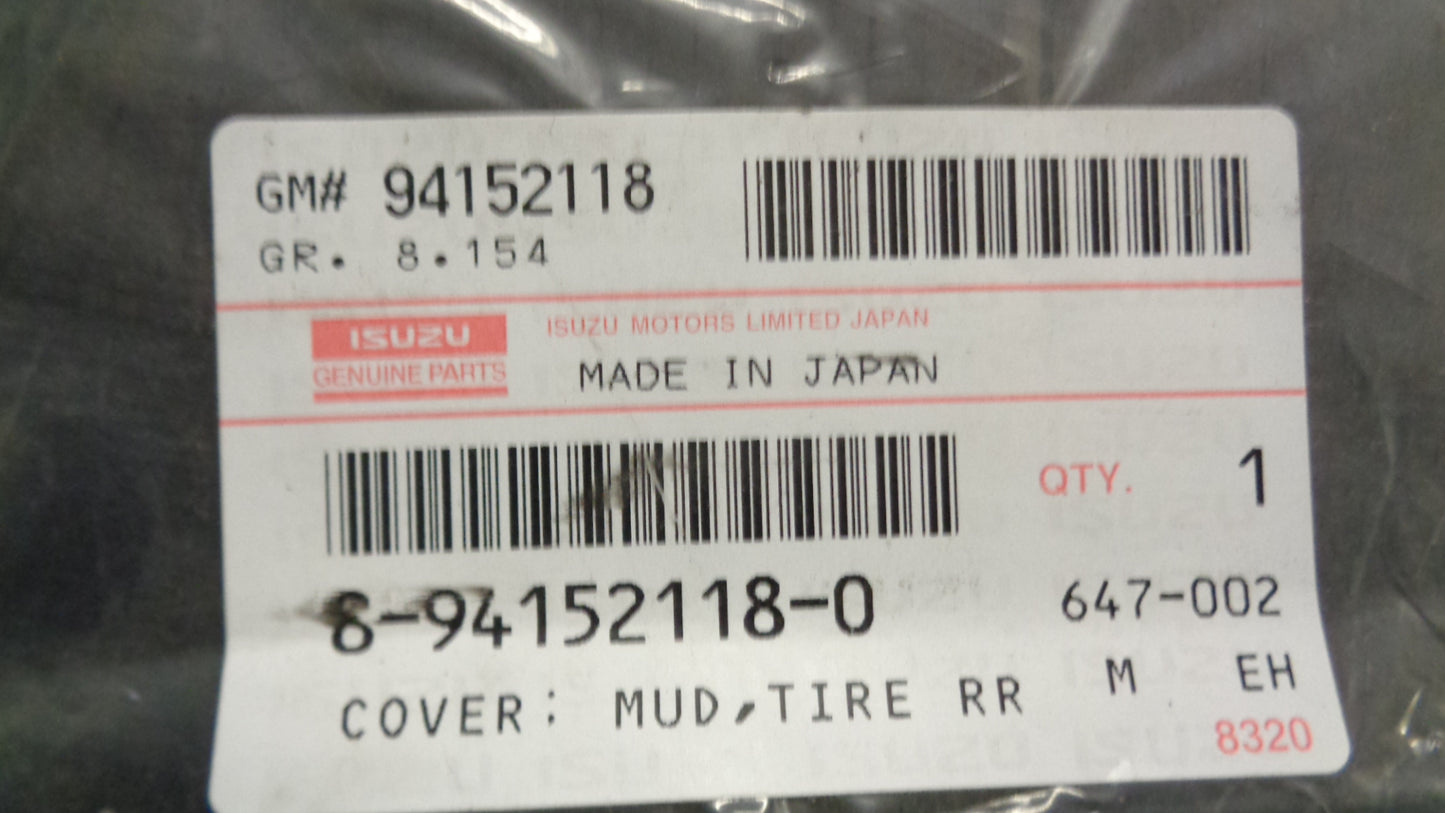 GM# 94152118
GR. 8.154
ISUZU
GENUINE PARTS
ISUZU MOTORS LIMITED JAPAN
MADE IN JAPAN
QTY. 1
8-94152118-0
647-002
COVER: MUD,TIRE RR
M EH
8320